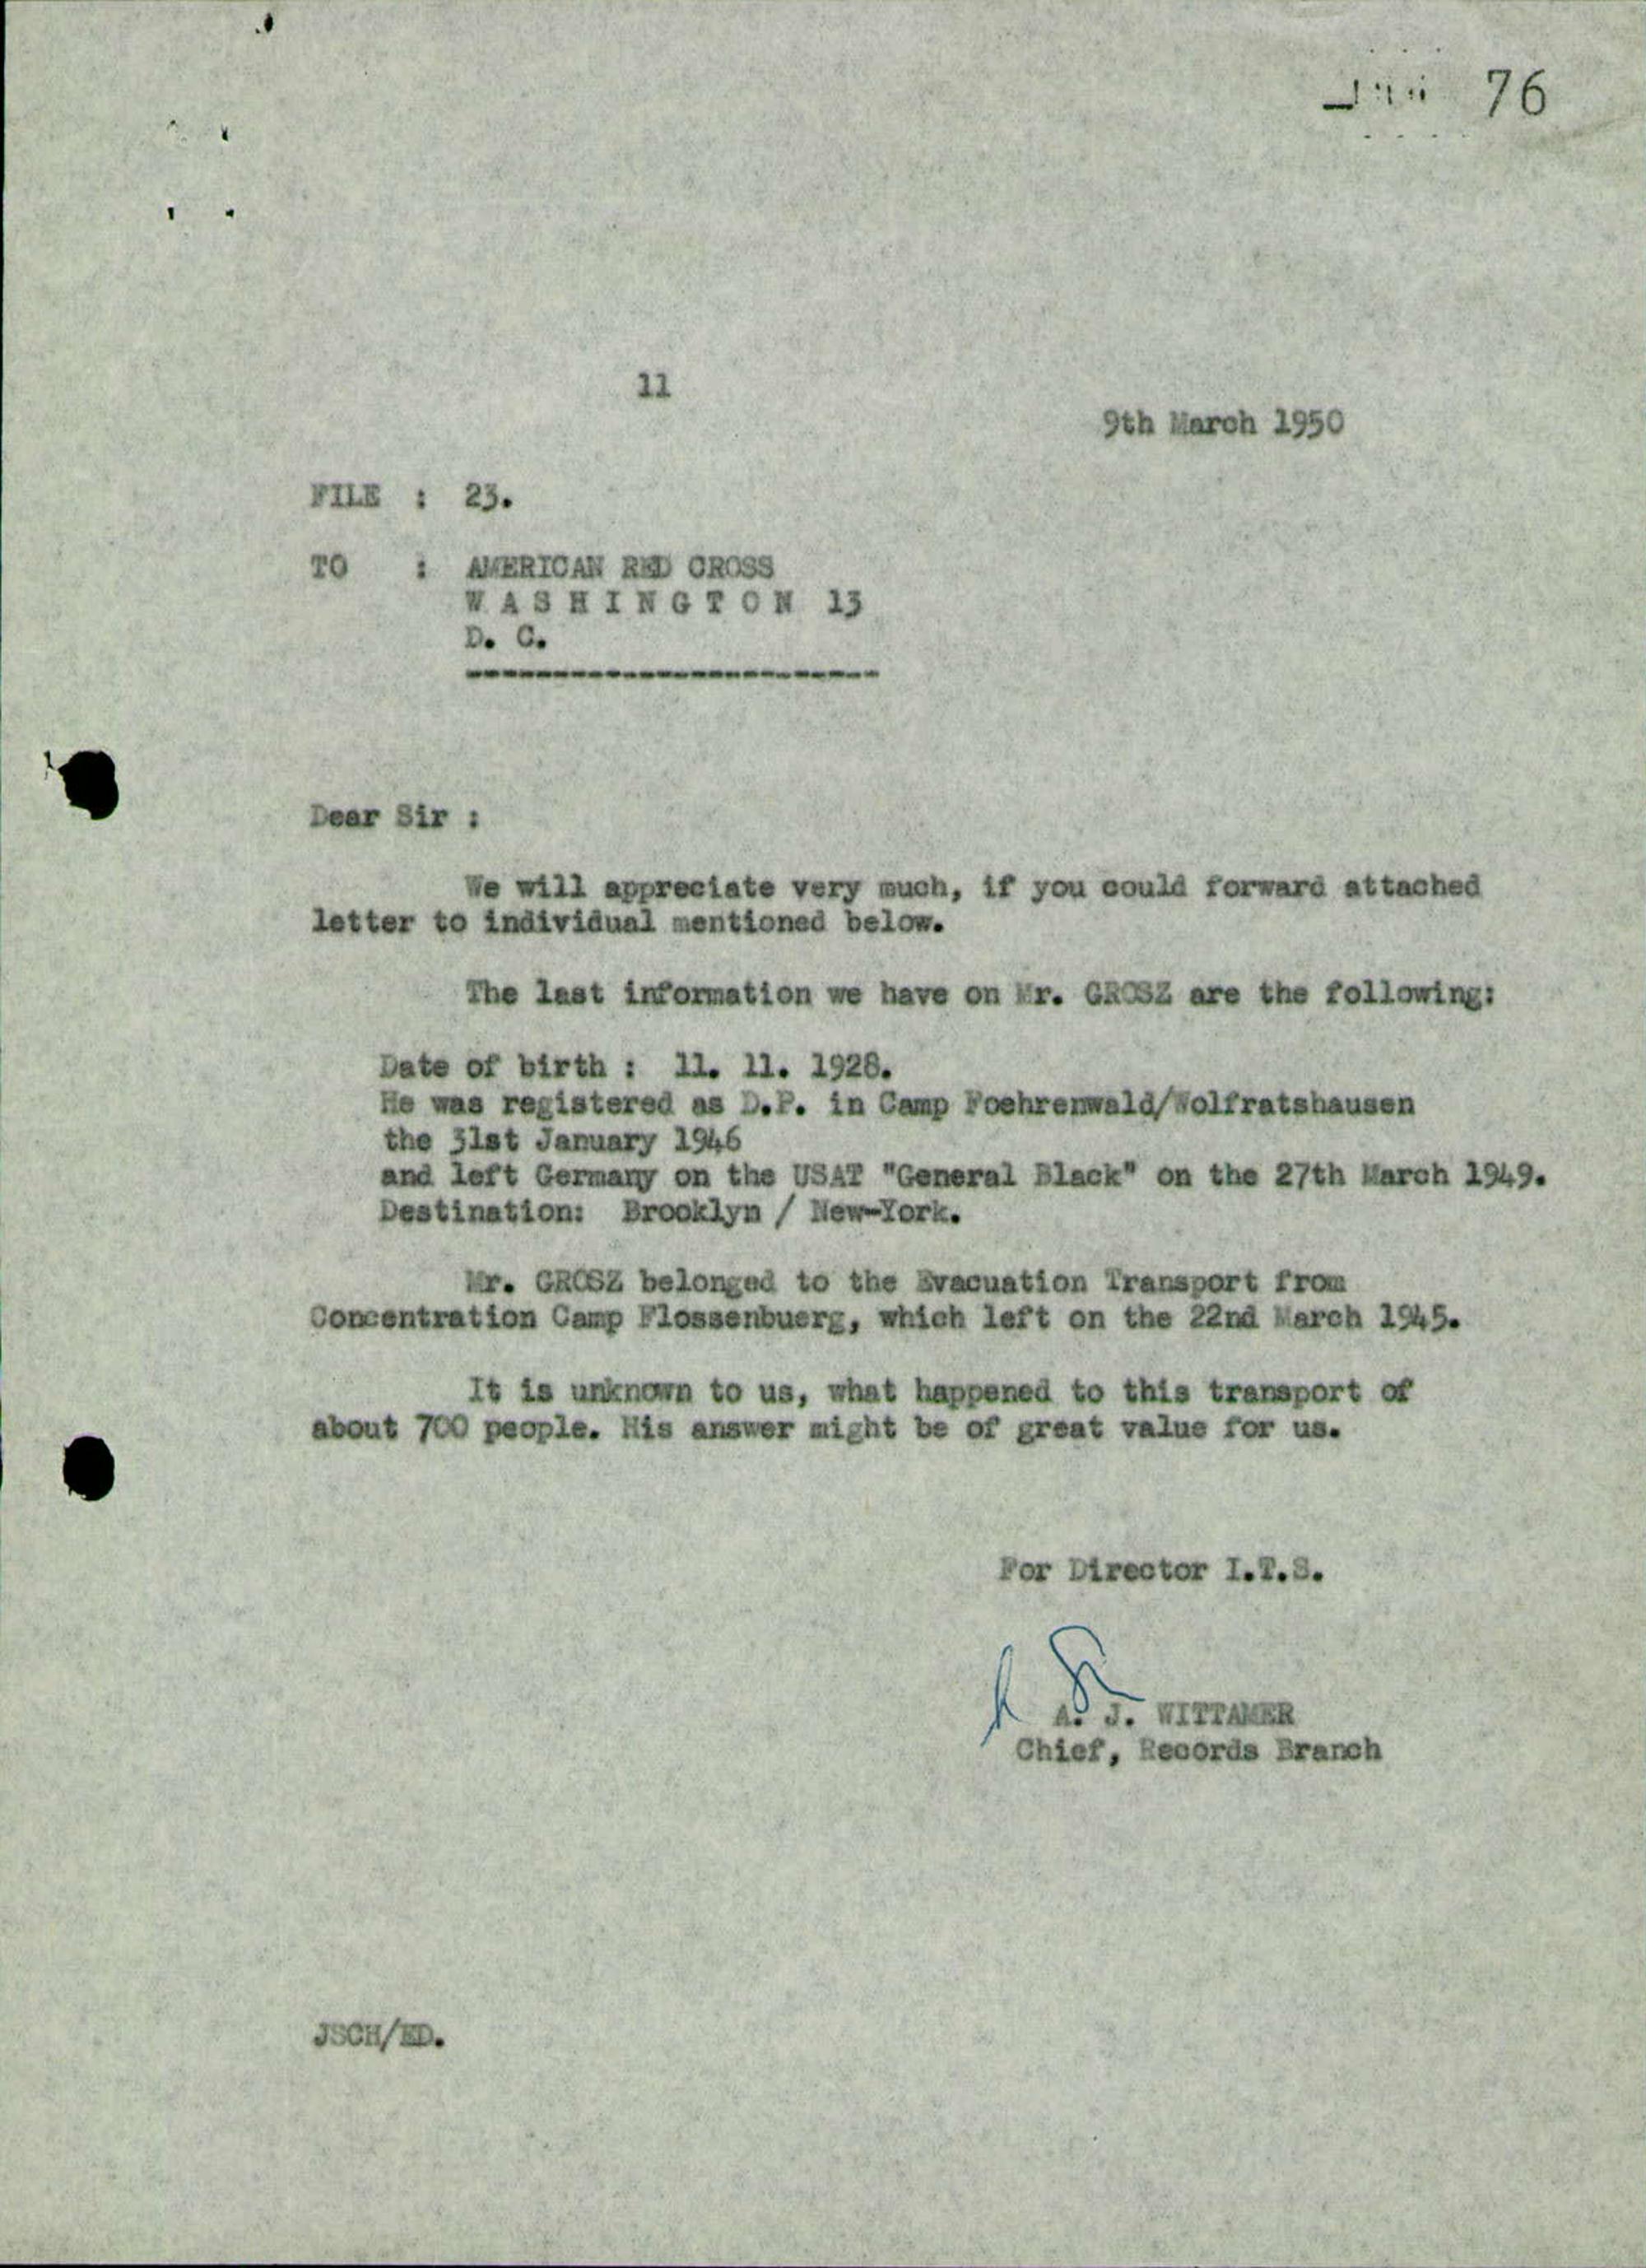 76
11
9th March 1950
FILE : 23.
TO : AMERICAN RED CROSS
W A S H I N G T O N 13
D. C.
Dear Sir :
We will appreciate very much, if you could forward attached
letter to individual mentioned below.
The last information we have on Mr. GROSZ are the following:
Date of birth : 11. 11. 1928.
He was registered as D.P. in Camp Foehrenwald/Wolfratshausen
the 31st January 1946
and left Germany on the USAT "General Black" on the 27th March 1949.
Destination: Brooklyn / New-York.
Mr. GROSZ belonged to the Evacuation Transport from
Concentration Camp Flossenbuerg, which left on the 22nd March 1945.
It is unknown to us, what happened to this transport of
about 700 people. His answer might be of great value for us.
For Director I.T.S.
A. J. WITTAMER
Chief, Records Branch
JSCH/ED.